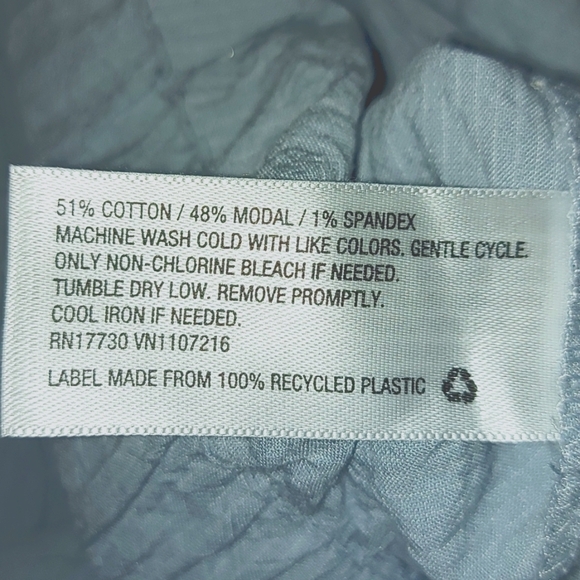 51% COTTON / 48% MODAL / 1% SPANDEX
MACHINE WASH COLD WITH LIKE COLORS. GENTLE CYCLE.
ONLY NON-CHLORINE BLEACH IF NEEDED.
TUMBLE DRY LOW. REMOVE PROMPTLY.
COOL IRON IF NEEDED.
RN17730 VN1107216
LABEL MADE FROM 100% RECYCLED PLASTIC